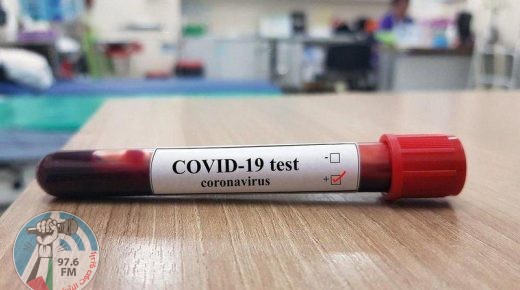 COVID-19 test
coronavirus
-
+
97.6
FM